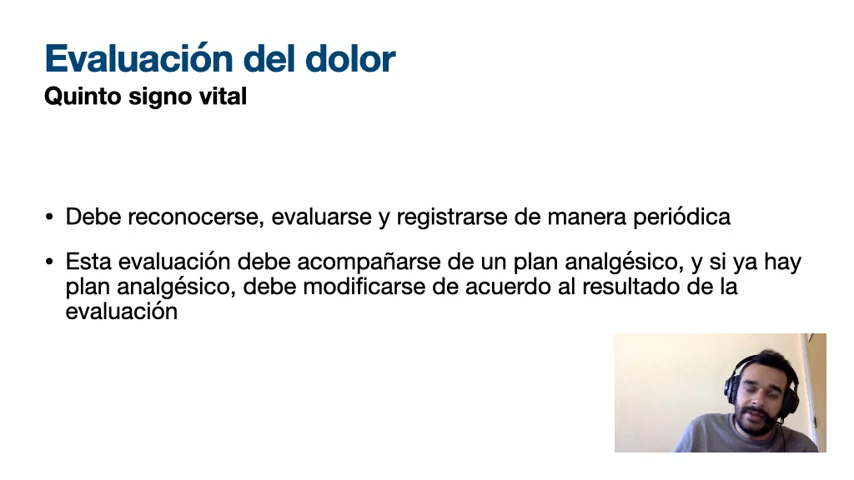 Evaluación del dolor
Quinto signo vital
• Debe reconocerse, evaluarse y registrarse de manera periódica
• Esta evaluación debe acompañarse de un plan analgésico, y si ya hay
plan analgésico, debe modificarse de acuerdo al resultado de la
evaluación